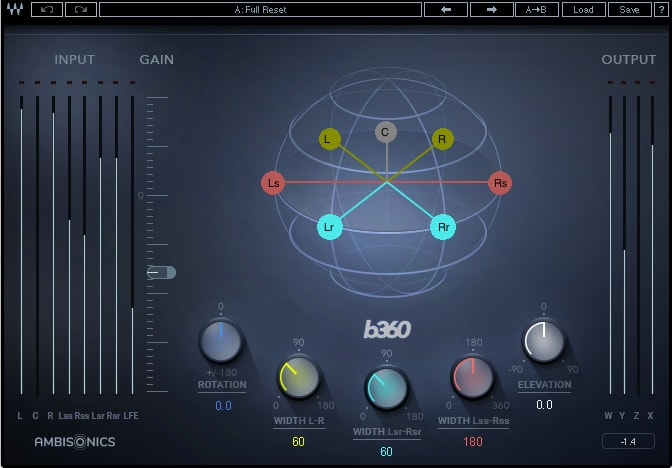 A: Full Reset A→B Load Save ?
INPUT GAIN OUTPUT
L C R
0
Ls Rs
Lr Rr
b360
0 0
90 180 90
+/-180 -90 90
ROTATION ELEVATION
0.0 0 180 0 180 0 360 0.0
WIDTH L-R WIDTH Lsr-Rsr WIDTH Lss-Rss
60 60 180
L C R Lss Rss Lsr Rsr LFE W Y Z X
AMBISONICS -1.4